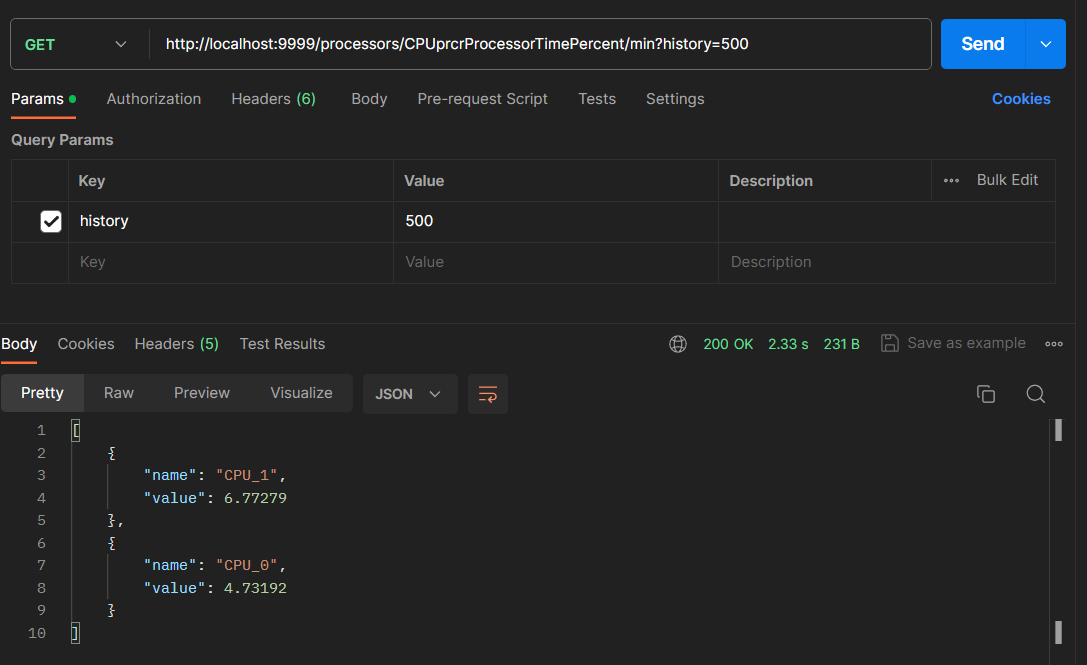 GET http://localhost:9999/processors/CPUprcrProcessorTimePercent/min?history=500 Send
Params Authorization Headers (6) Body Pre-request Script Tests Settings Cookies
Query Params
Key Value Description Bulk Edit
history 500
Key Value Description
Body Cookies Headers (5) Test Results 200 OK 2.33 s 231 B Save as example
Pretty Raw Preview Visualize JSON
1 [
2 {
3 "name": "CPU_1",
4 "value": 6.77279
5 },
6 {
7 "name": "CPU_0",
8 "value": 4.73192
9 }
10 ]